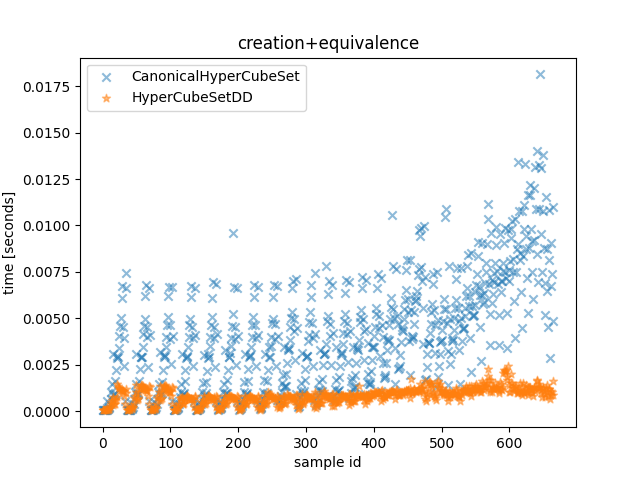 creation+equivalence
CanonicalHyperCubeSet
HyperCubeSetDD
time [seconds]
0.0175
0.0150
0.0125
0.0100
0.0075
0.0050
0.0025
0.0000
0 100 200 300 400 500 600
sample id